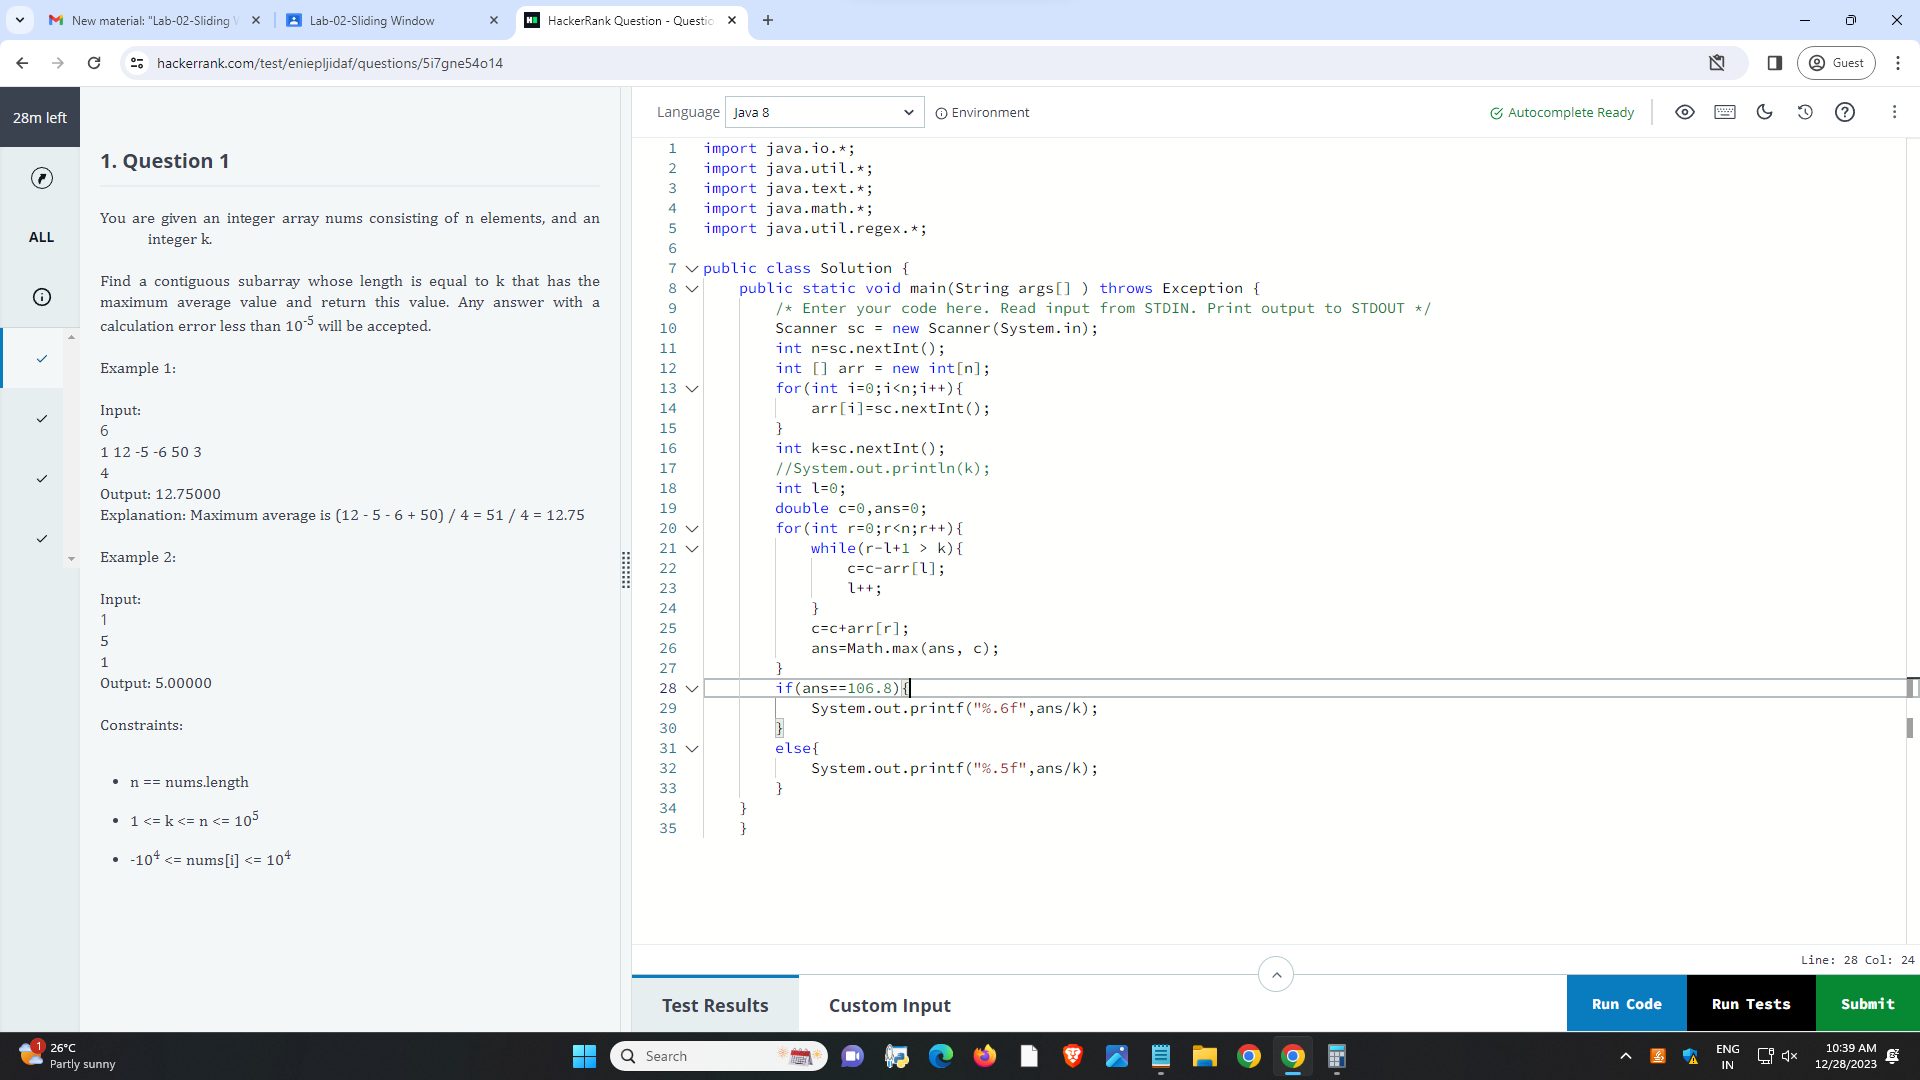 New material: "Lab-02-Sliding W
Lab-02-Sliding Window
HackerRank Question - Questio
hackerrank.com/test/eniepljidaf/questions/5i7gne54o14
Guest
28m left
ALL
1. Question 1
You are given an integer array nums consisting of n elements, and an
integer k.
Find a contiguous subarray whose length is equal to k that has the
maximum average value and return this value. Any answer with a
calculation error less than 10-5 will be accepted.
Example 1:
Input:
6
1 12 -5 -6 50 3
4
Output: 12.75000
Explanation: Maximum average is (12 - 5 - 6 + 50) / 4 = 51 / 4 = 12.75
Example 2:
Input:
1
5
1
Output: 5.00000
Constraints:
• n == nums.length
• 1 <= k <= n <= 105
• -104 <= nums[i] <= 104
Language
Java 8
Environment
Autocomplete Ready
1 import java.io.*;
2 import java.util.*;
3 import java.text.*;
4 import java.math.*;
5 import java.util.regex.*;
6
7 public class Solution {
8 public static void main(String args[] ) throws Exception {
9 /* Enter your code here. Read input from STDIN. Print output to STDOUT */
10 Scanner sc = new Scanner(System.in);
11 int n=sc.nextInt();
12 int [] arr = new int[n];
13 for(int i=0;i<n;i++){
14 arr[i]=sc.nextInt();
15 }
16 int k=sc.nextInt();
17 //System.out.println(k);
18 int l=0;
19 double c=0,ans=0;
20 for(int r=0;r<n;r++){
21 while(r-l+1 > k){
22 c=c-arr[l];
23 l++;
24 }
25 c=c+arr[r];
26 ans=Math.max(ans, c);
27 }
28 if(ans==106.8){
29 System.out.printf("%.6f",ans/k);
30 }
31 else{
32 System.out.printf("%.5f",ans/k);
33 }
34 }
35 }
Line: 28 Col: 24
Test Results
Custom Input
Run Code
Run Tests
Submit
1
26°C
Partly sunny
Search
ENG
IN
10:39 AM
12/28/2023